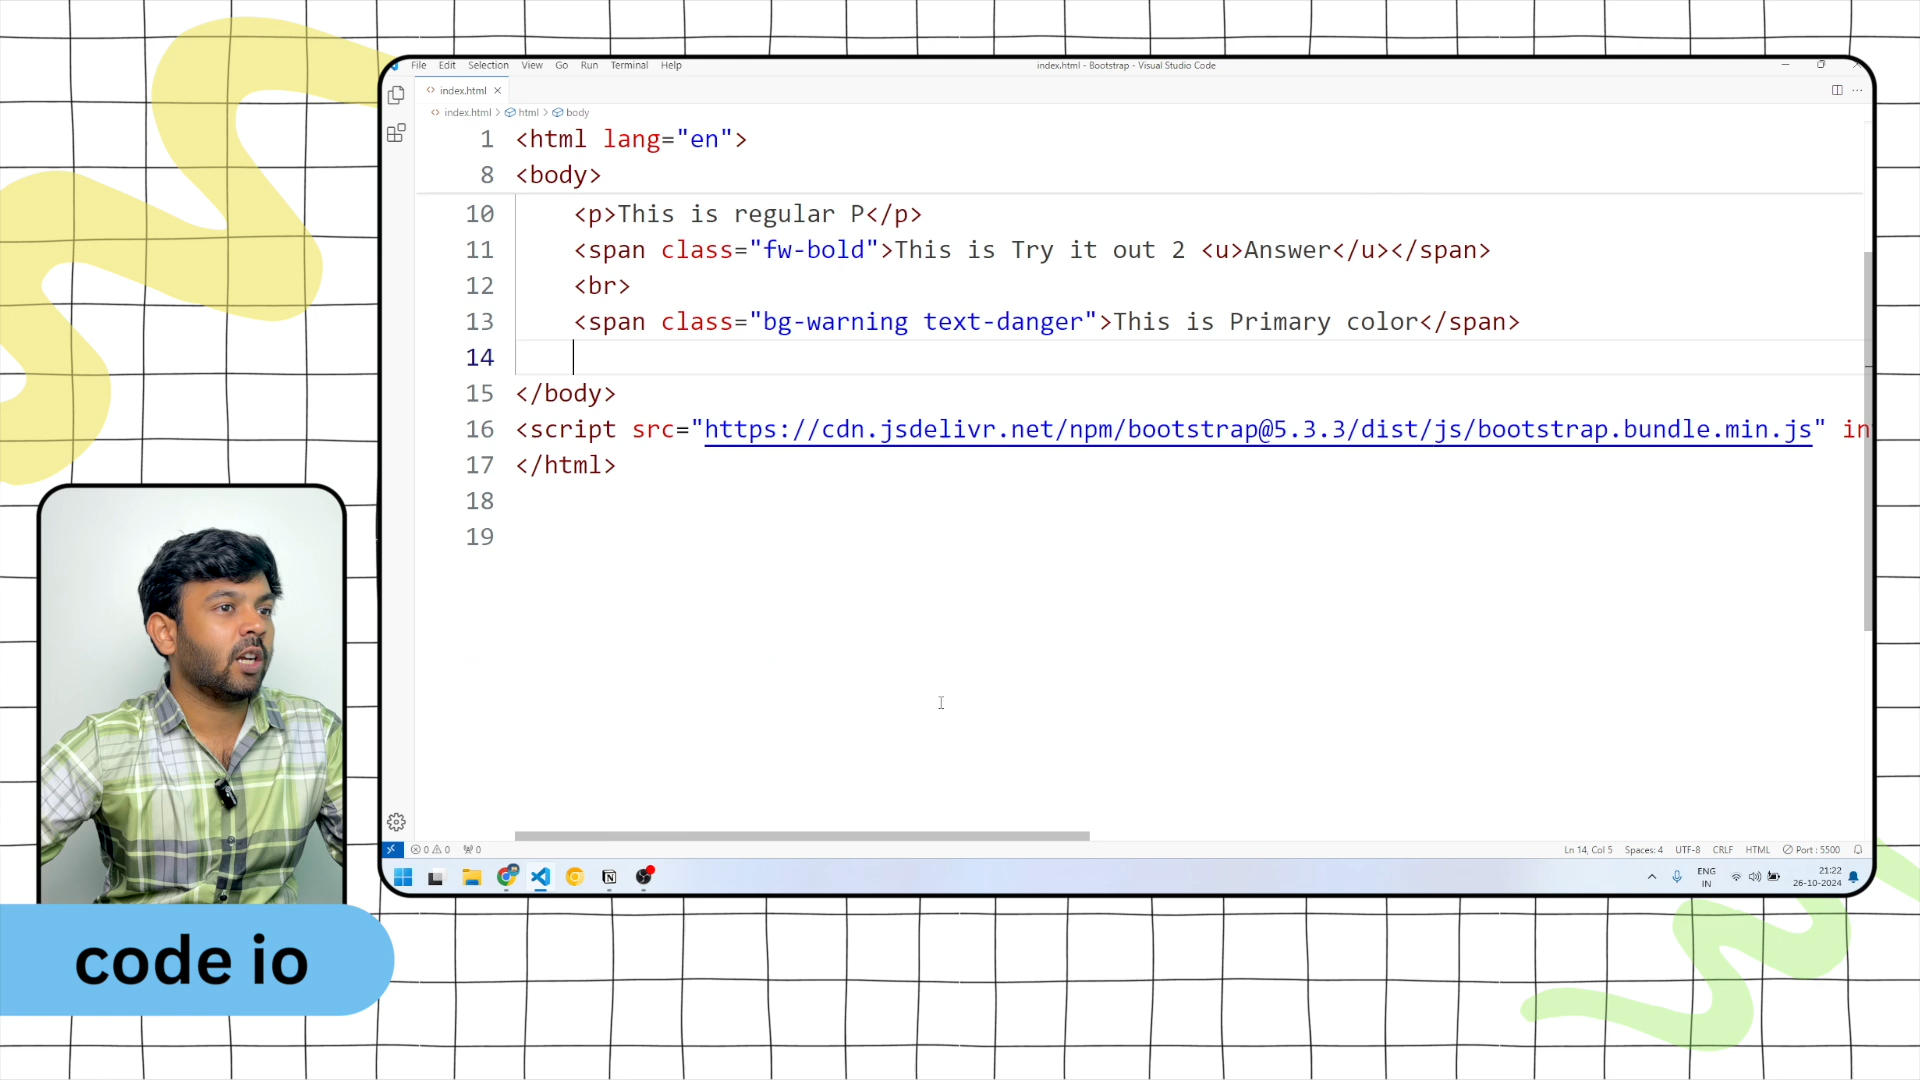 File Edit Selection View Go Run Terminal Help
index.html - Bootstrap - Visual Studio Code
index.html
index.html > html > body
1 <html lang="en">
8 <body>
10 <p>This is regular P</p>
11 <span class="fw-bold">This is Try it out 2 <u>Answer</u></span>
12 <br>
13 <span class="bg-warning text-danger">This is Primary color</span>
14
15 </body>
16 <script src="https://cdn.jsdelivr.net/npm/bootstrap@5.3.3/dist/js/bootstrap.bundle.min.js" in
17 </html>
18
19
0 0 0
Ln 14, Col 5 Spaces: 4 UTF-8 CRLF HTML Port : 5500
ENG
IN
21:22
26-10-2024
code io